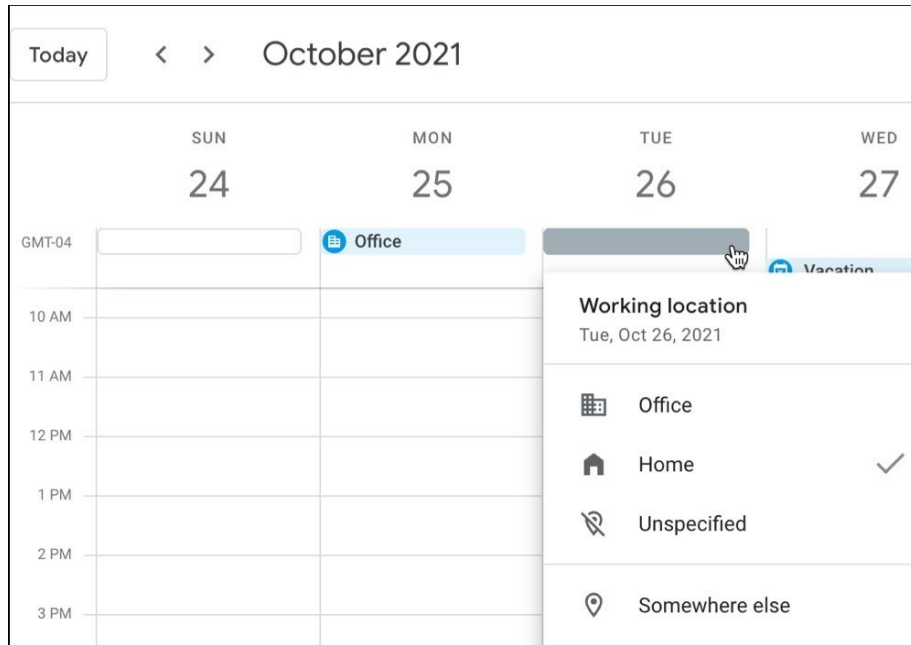 Today October 2021
SUN MON TUE WED
24 25 26 27
GMT-04 Office
Vacation
Working location
10 AM
Tue, Oct 26, 2021
11 AM
Office
12 PM
Home
1 PM
Unspecified
2 PM
Somewhere else
3 PM